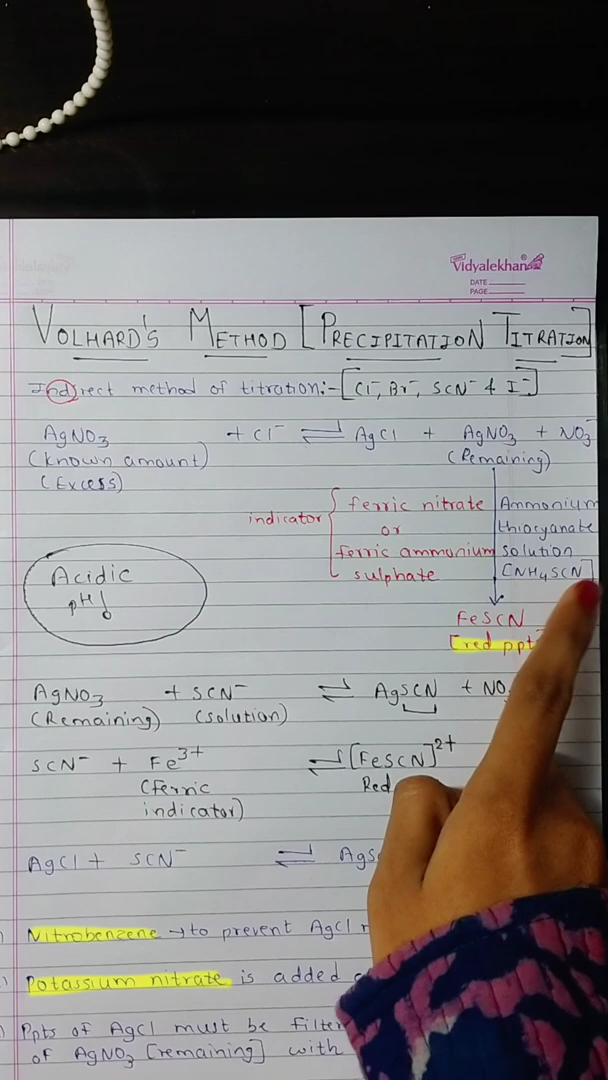 Vidyalekhan®
DATE
PAGE
VOLHARD'S METHOD [PRECIPITATION TITRATION]
Indirect method of titration:- [Cl⁻, Br⁻, SCN⁻ & I⁻]
AgNO₃ + Cl⁻ ⇌ AgCl + AgNO₃ + NO₃⁻
(Known amount) (Remaining)
(Excess)
indicator { ferric nitrate
or
ferric ammonium
sulphate
Ammonium
thiocyanate
solution
[NH₄SCN]
Acidic
pH!
FeSCN
[red ppt
AgNO₃ + SCN⁻ ⇌ AgSCN + NO
(Remaining) (solution)
SCN⁻ + Fe³⁺ ⇌ [FeSCN]²⁺
(Ferric Red
indicator)
AgCl + SCN⁻ ⇌ AgS
Nitrobenzene → to prevent AgCl
Potassium nitrate is added
Ppts of AgCl must be filter
of AgNO₃ [remaining] with